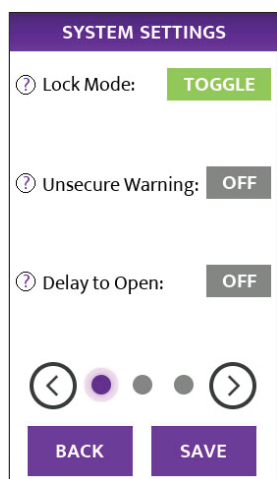 SYSTEM SETTINGS
? Lock Mode: TOGGLE
? Unsecure Warning: OFF
? Delay to Open: OFF
BACK SAVE